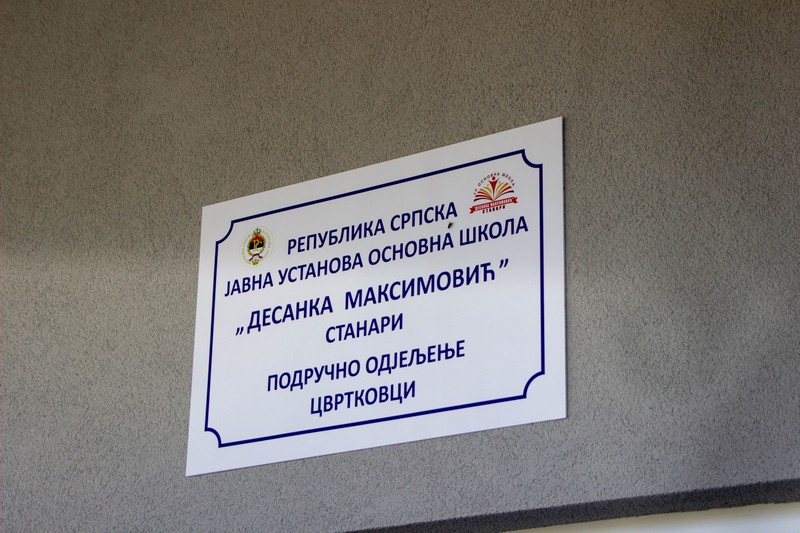 РЕПУБЛИКА СРПСКА
ЈАВНА УСТАНОВА ОСНОВНА ШКОЛА
„ДЕСАНКА МАКСИМОВИЋ”
СТАНАРИ
ПОДРУЧНО ОДЈЕЉЕЊЕ
ЦВРТКОВЦИ